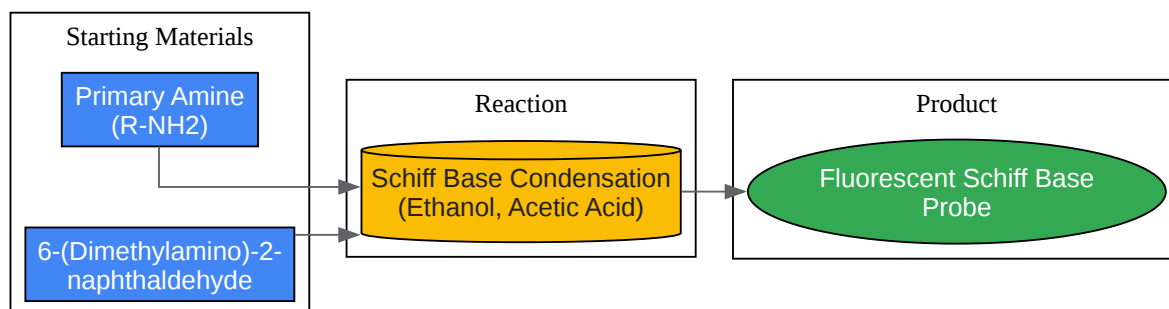 Starting Materials
Primary Amine
(R-NH2)
6-(Dimethylamino)-2-
naphthaldehyde
Reaction
Schiff Base Condensation
(Ethanol, Acetic Acid)
Product
Fluorescent Schiff Base
Probe